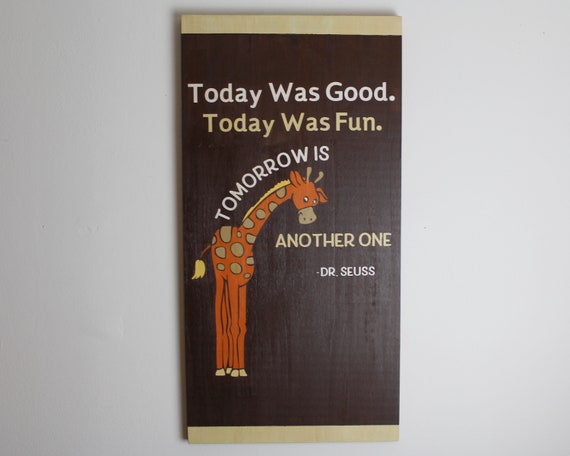 Today Was Good.
Today Was Fun.
TOMORROW IS
ANOTHER ONE
-DR. SEUSS